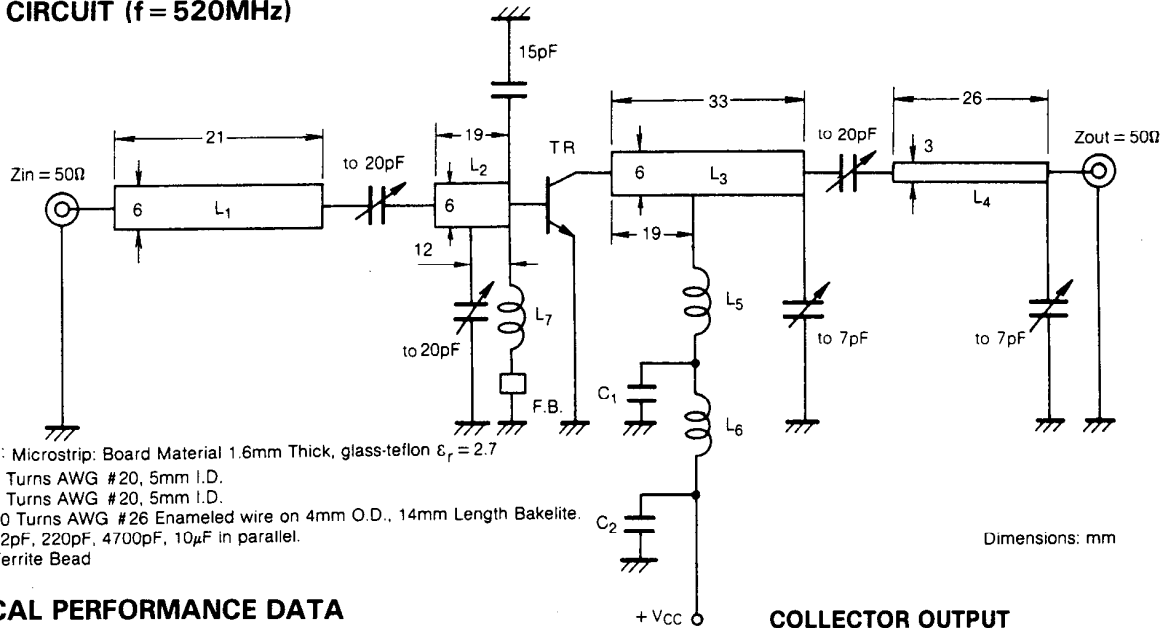 CIRCUIT (f = 520MHz)
15pF
33
26
21
19
to 20pF
3
Zout = 50Ω
to 20pF
L2
TR
Zin = 50Ω
6
L1
6
6
L3
L4
12
19
L7
L5
to 20pF
to 7pF
to 7pF
F.B.
C1
L6
: Microstrip: Board Material 1.6mm Thick, glass-teflon εr = 2.7
Turns AWG #20, 5mm I.D.
Turns AWG #20, 5mm I.D.
0 Turns AWG #26 Enameled wire on 4mm O.D., 14mm Length Bakelite.
2pF, 220pF, 4700pF, 10μF in parallel.
Ferrite Bead
C2
Dimensions: mm
CAL PERFORMANCE DATA
+ VCC
COLLECTOR OUTPUT